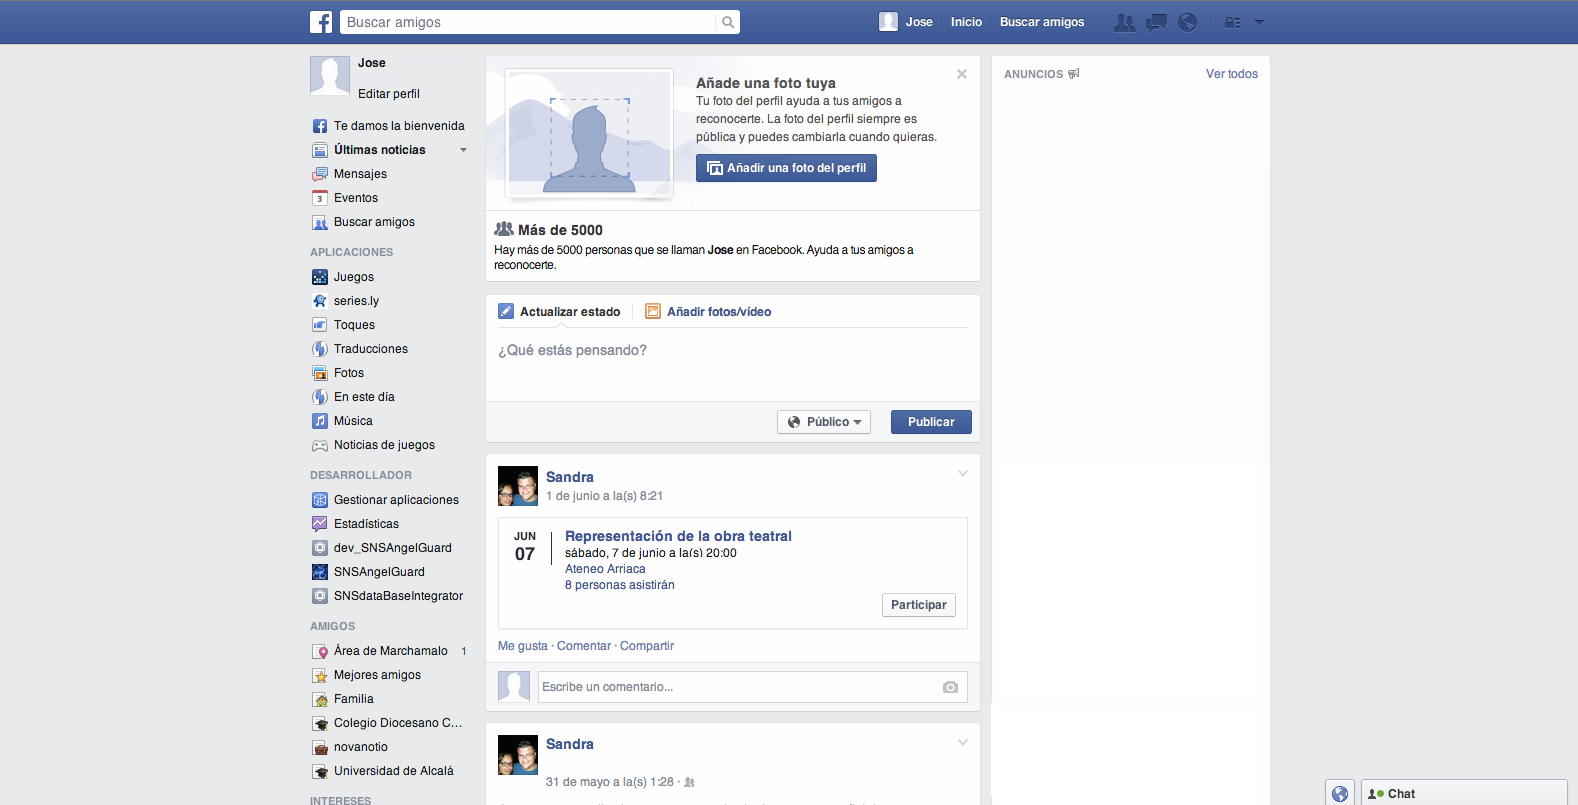 Buscar amigos
Jose
Inicio
Buscar amigos
Jose
Editar perfil
Te damos la bienvenida
Últimas noticias
Mensajes
3
Eventos
Buscar amigos
APLICACIONES
Juegos
series.ly
Toques
Traducciones
Fotos
En este día
Música
Noticias de juegos
DESARROLLADOR
Gestionar aplicaciones
Estadísticas
dev_SNSAngelGuard
SNSAngelGuard
SNSdataBaseIntegrator
AMIGOS
Área de Marchamalo 1
Mejores amigos
Familia
Colegio Diocesano C...
novanotio
Universidad de Alcalá
INTERESES
Añade una foto tuya
Tu foto del perfil ayuda a tus amigos a
reconocerte. La foto del perfil siempre es
pública y puedes cambiarla cuando quieras.
Añadir una foto del perfil
Más de 5000
Hay más de 5000 personas que se llaman Jose en Facebook. Ayuda a tus amigos a
reconocerte.
Actualizar estado
Añadir fotos/vídeo
¿Qué estás pensando?
Público
Publicar
Sandra
1 de junio a la(s) 8:21
JUN
07
Representación de la obra teatral
sábado, 7 de junio a la(s) 20:00
Ateneo Arriaca
8 personas asistirán
Participar
Me gusta · Comentar · Compartir
Escribe un comentario...
Sandra
31 de mayo a la(s) 1:28 ·
ANUNCIOS
Ver todos
Chat